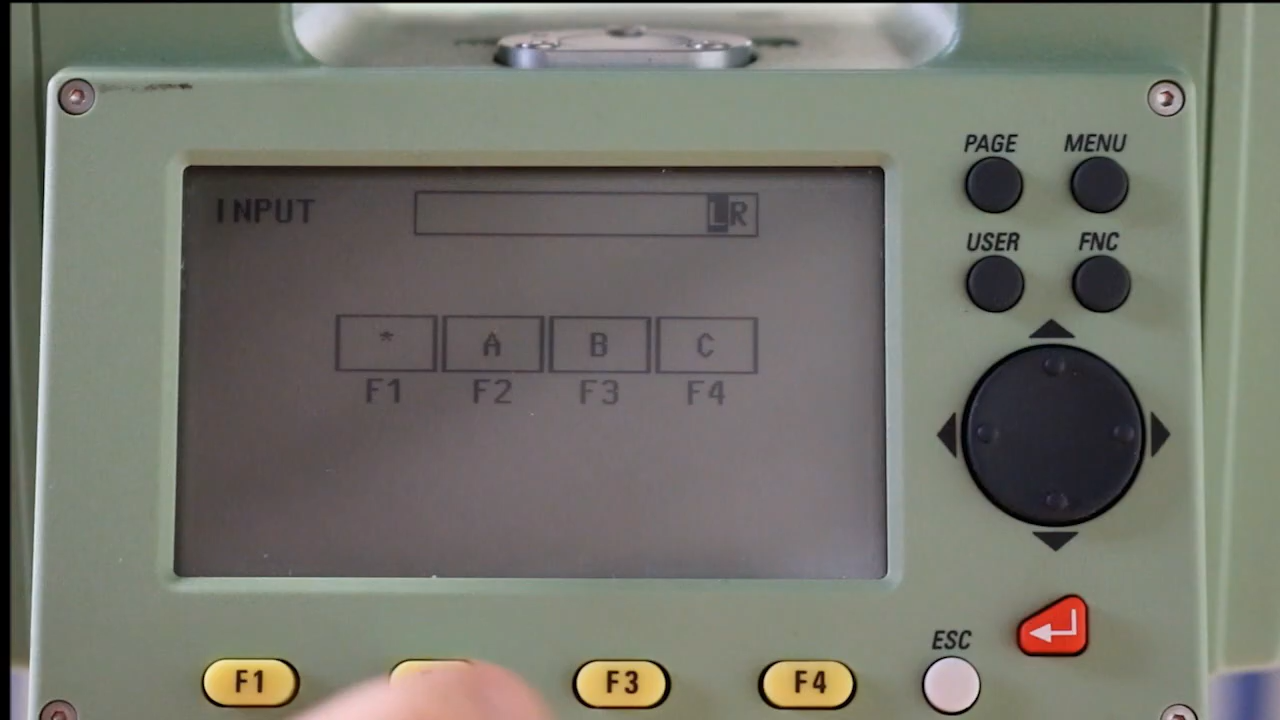 PAGE MENU
INPUT LR
USER FNC
* A B C
F1 F2 F3 F4
ESC
F1 F3 F4